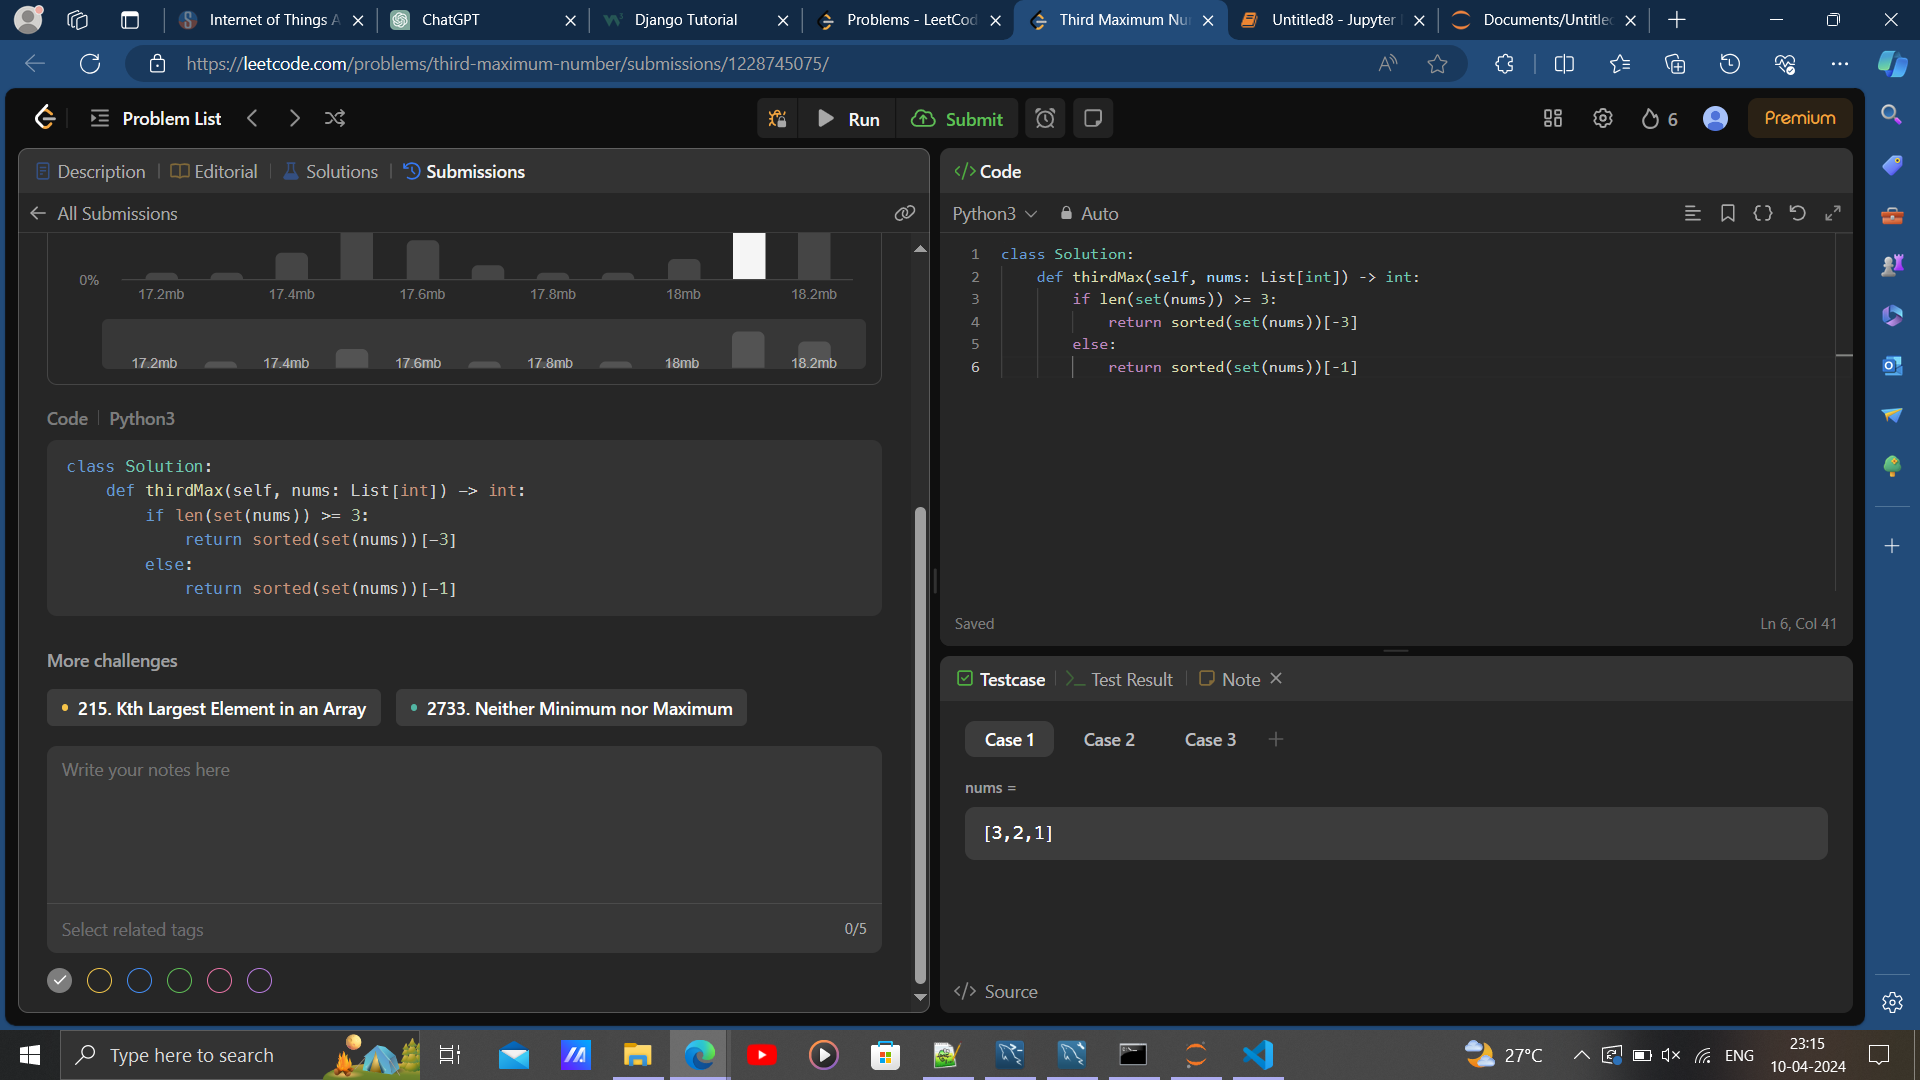 Internet of Things A
ChatGPT
Django Tutorial
Problems - LeetCod
Third Maximum Nu
Untitled8 - Jupyter
Documents/Untitle
https://leetcode.com/problems/third-maximum-number/submissions/1228745075/
Problem List
Run
Submit
6
Premium
Description
Editorial
Solutions
Submissions
All Submissions
0%
17.2mb 17.4mb 17.6mb 17.8mb 18mb 18.2mb
17.2mb 17.4mb 17.6mb 17.8mb 18mb 18.2mb
Code
Python3
class Solution:
    def thirdMax(self, nums: List[int]) -> int:
        if len(set(nums)) >= 3:
            return sorted(set(nums))[-3]
        else:
            return sorted(set(nums))[-1]
More challenges
215. Kth Largest Element in an Array
2733. Neither Minimum nor Maximum
Write your notes here
Select related tags
0/5
</> Code
Python3
Auto
1 class Solution:
2     def thirdMax(self, nums: List[int]) -> int:
3         if len(set(nums)) >= 3:
4             return sorted(set(nums))[-3]
5         else:
6             return sorted(set(nums))[-1]
Saved
Ln 6, Col 41
Testcase
Test Result
Note
Case 1
Case 2
Case 3
nums =
[3,2,1]
</> Source
Type here to search
27°C
ENG
23:15
10-04-2024